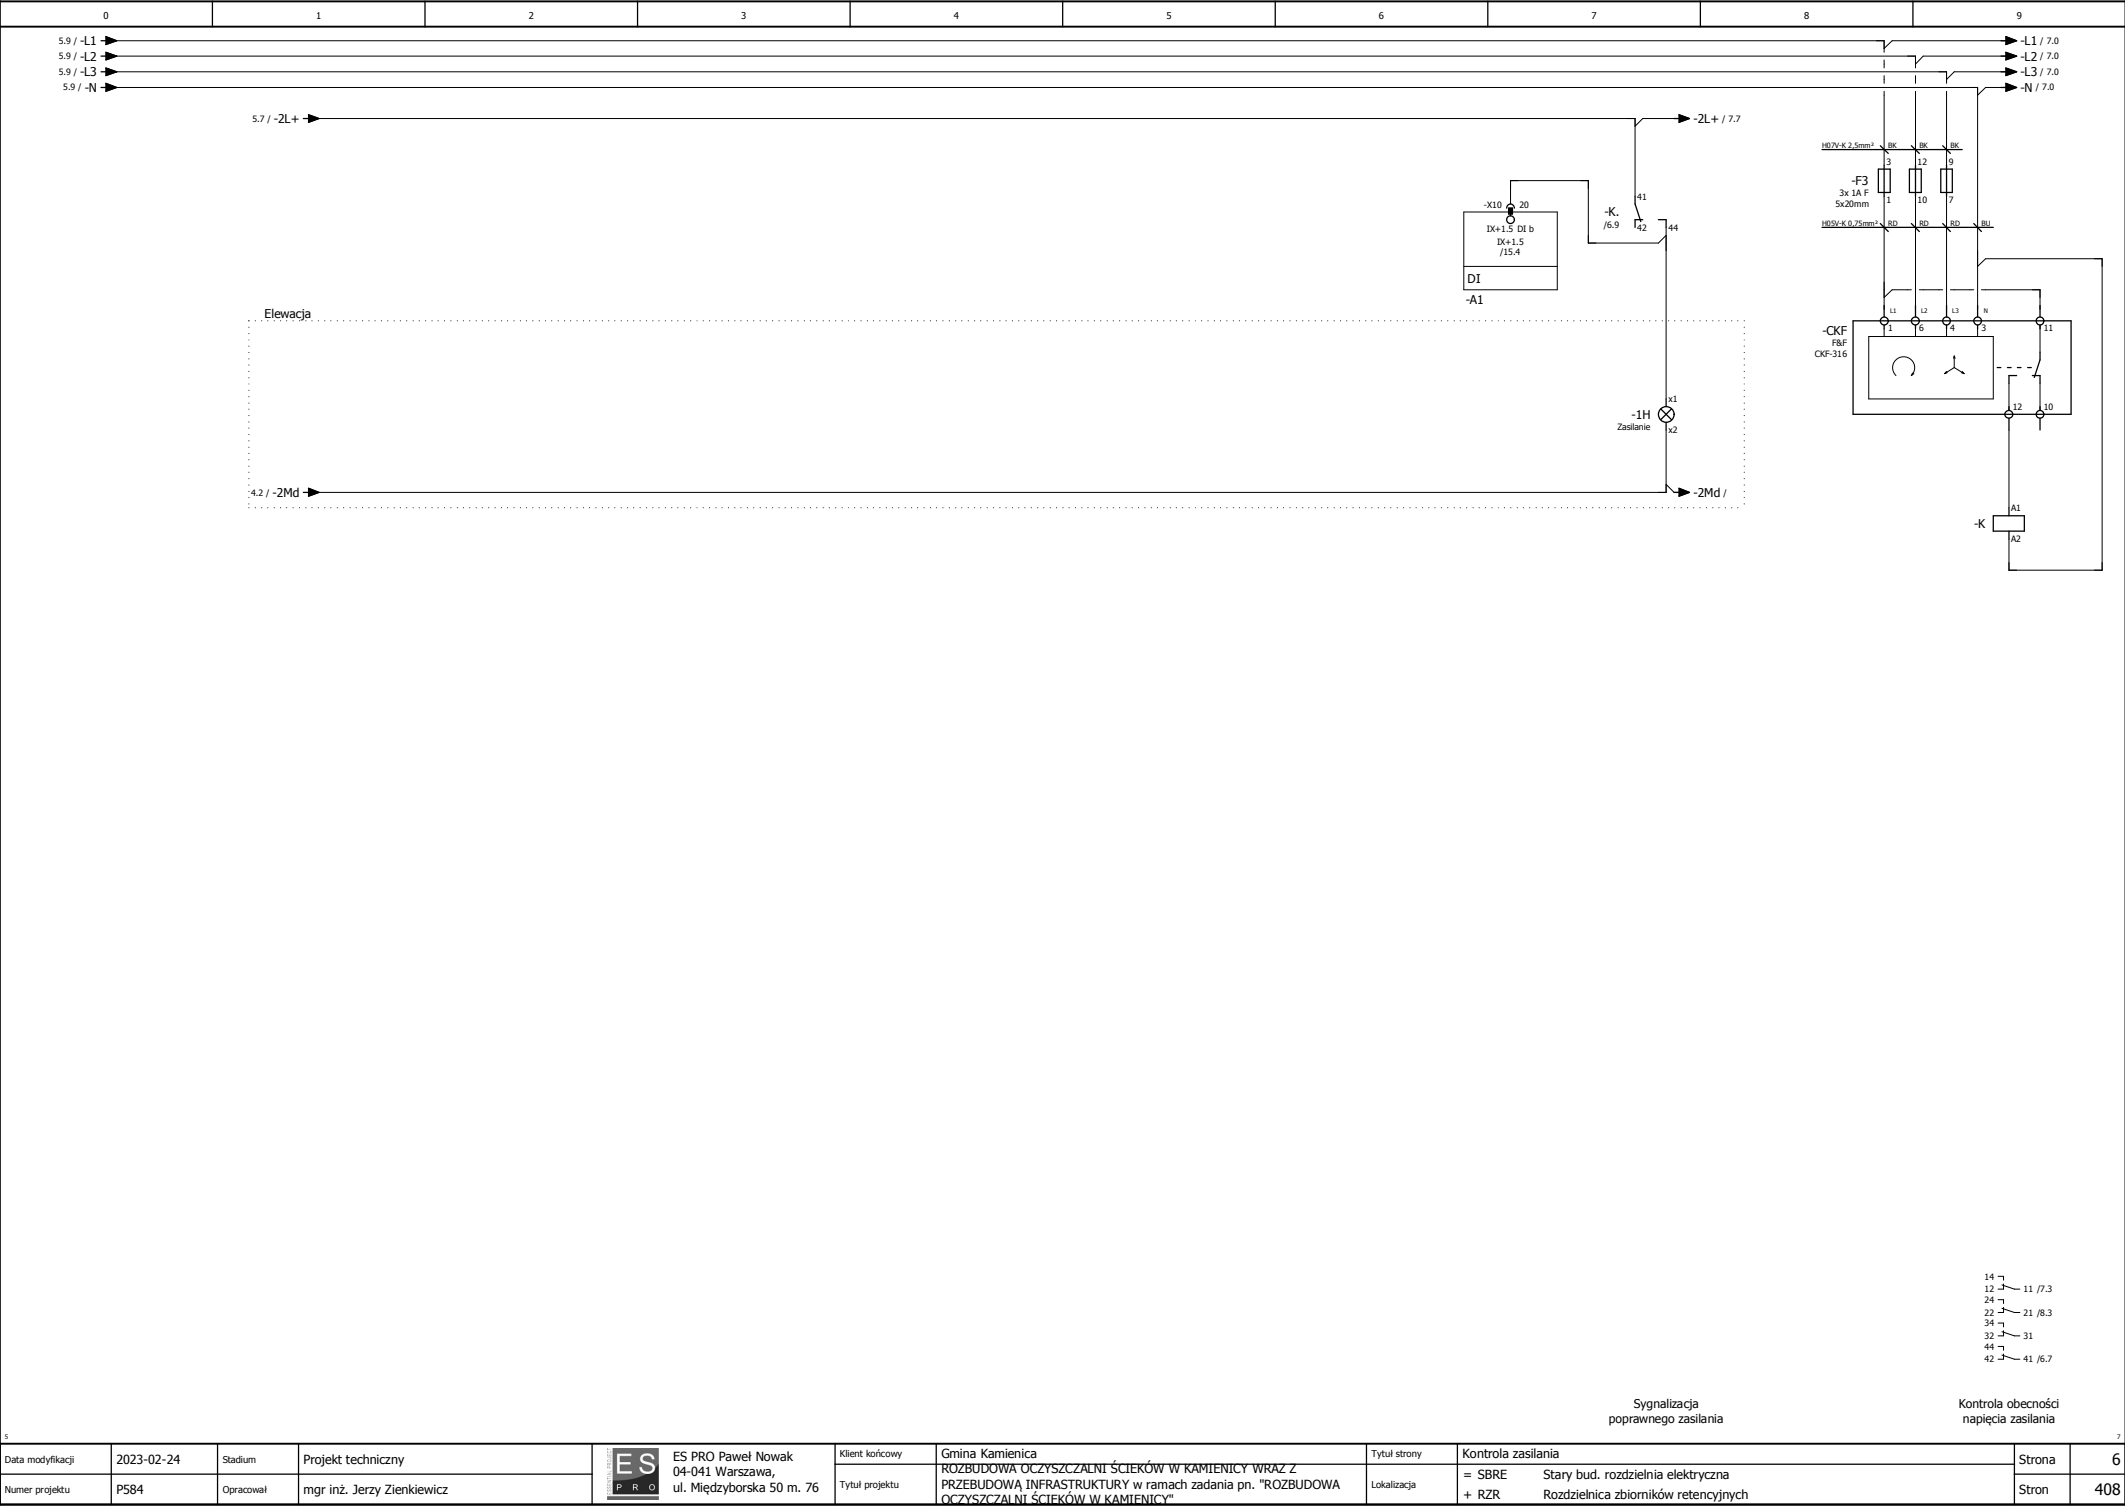 0 1 2 3 4 5 6 7 8 9
5.9 / -L1
-L1 / 7.0
5.9 / -L2
-L2 / 7.0
5.9 / -L3
-L3 / 7.0
5.9 / -N
-N / 7.0
5.7 / -2L+
-2L+ / 7.7
H07V-K 2,5mm² BK BK BK
3 12 9
-F3
3x 1A F
5x20mm
1 10 7
H05V-K 0,75mm² RD RD RD BU
-X10 20
IX+1.5 DI b
IX+1.5
/15.4
DI
-A1
41
-K.
/6.9
42 44
Elewacja
L1 L2 L3 N
1 6 4 3 11
-CKF
F&F
CKF-316
12 10
x1
-1H
Zasilanie
x2
4.2 / -2Md
-2Md /
A1
-K
A2
14
12 11 /7.3
24
22 21 /8.3
34
32 31
44
42 41 /6.7
Sygnalizacja
poprawnego zasilania
Kontrola obecności
napięcia zasilania
5
7
Data modyfikacji 2023-02-24
Stadium Projekt techniczny
Numer projektu P584
Opracował mgr inż. Jerzy Zienkiewicz
ES
PRO
ES PRO Paweł Nowak
04-041 Warszawa,
ul. Międzyborska 50 m. 76
Klient końcowy Gmina Kamienica
Tytuł projektu
ROZBUDOWA OCZYSZCZALNI ŚCIEKÓW W KAMIENICY WRAZ Z
PRZEBUDOWĄ INFRASTRUKTURY w ramach zadania pn. "ROZBUDOWA
OCZYSZCZALNI ŚCIEKÓW W KAMIENICY"
Tytuł strony Kontrola zasilania
Lokalizacja
= SBRE Stary bud. rozdzielnia elektryczna
+ RZR Rozdzielnica zbiorników retencyjnych
Strona 6
Stron 408